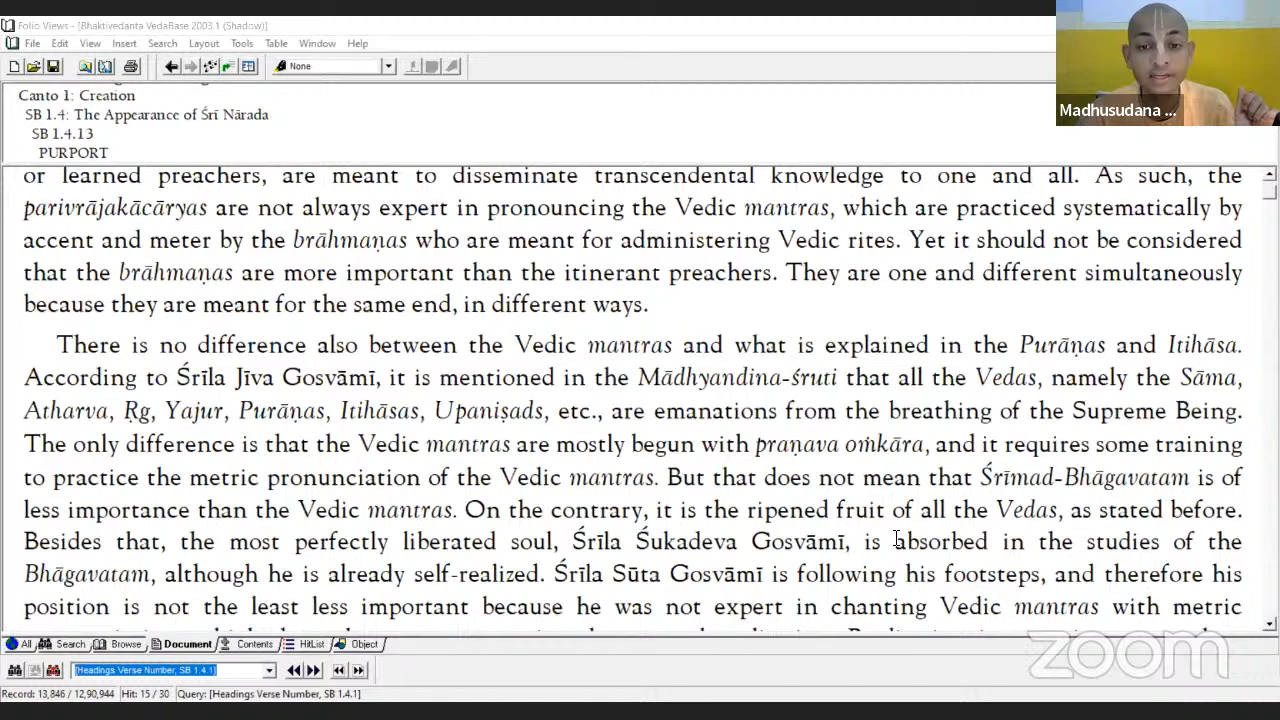 Folio Views - [Bhaktivedanta VedaBase 2003.1 (Shadow)]
File Edit View Insert Search Layout Tools Table Window Help
None
Madhusudana ...
Canto 1: Creation
SB 1.4: The Appearance of Śrī Nārada
SB 1.4.13
PURPORT
or learned preachers, are meant to disseminate transcendental knowledge to one and all. As such, the
parivrājakācāryas are not always expert in pronouncing the Vedic mantras, which are practiced systematically by
accent and meter by the brāhmaṇas who are meant for administering Vedic rites. Yet it should not be considered
that the brāhmaṇas are more important than the itinerant preachers. They are one and different simultaneously
because they are meant for the same end, in different ways.
There is no difference also between the Vedic mantras and what is explained in the Purāṇas and Itihāsa.
According to Śrīla Jīva Gosvāmī, it is mentioned in the Mādhyandina-śruti that all the Vedas, namely the Sāma,
Atharva, Ṛg, Yajur, Purāṇas, Itihāsas, Upaniṣads, etc., are emanations from the breathing of the Supreme Being.
The only difference is that the Vedic mantras are mostly begun with praṇava oṁkāra, and it requires some training
to practice the metric pronunciation of the Vedic mantras. But that does not mean that Śrīmad-Bhāgavatam is of
less importance than the Vedic mantras. On the contrary, it is the ripened fruit of all the Vedas, as stated before.
Besides that, the most perfectly liberated soul, Śrīla Śukadeva Gosvāmī, is absorbed in the studies of the
Bhāgavatam, although he is already self-realized. Śrīla Sūta Gosvāmī is following his footsteps, and therefore his
position is not the least less important because he was not expert in chanting Vedic mantras with metric
All Search Browse Document Contents HitList Object
[Headings Verse Number, SB 1.4.1]
zoom
Record: 13,846 / 12,90,944 Hit: 15 / 30 Query: [Headings Verse Number, SB 1.4.1]